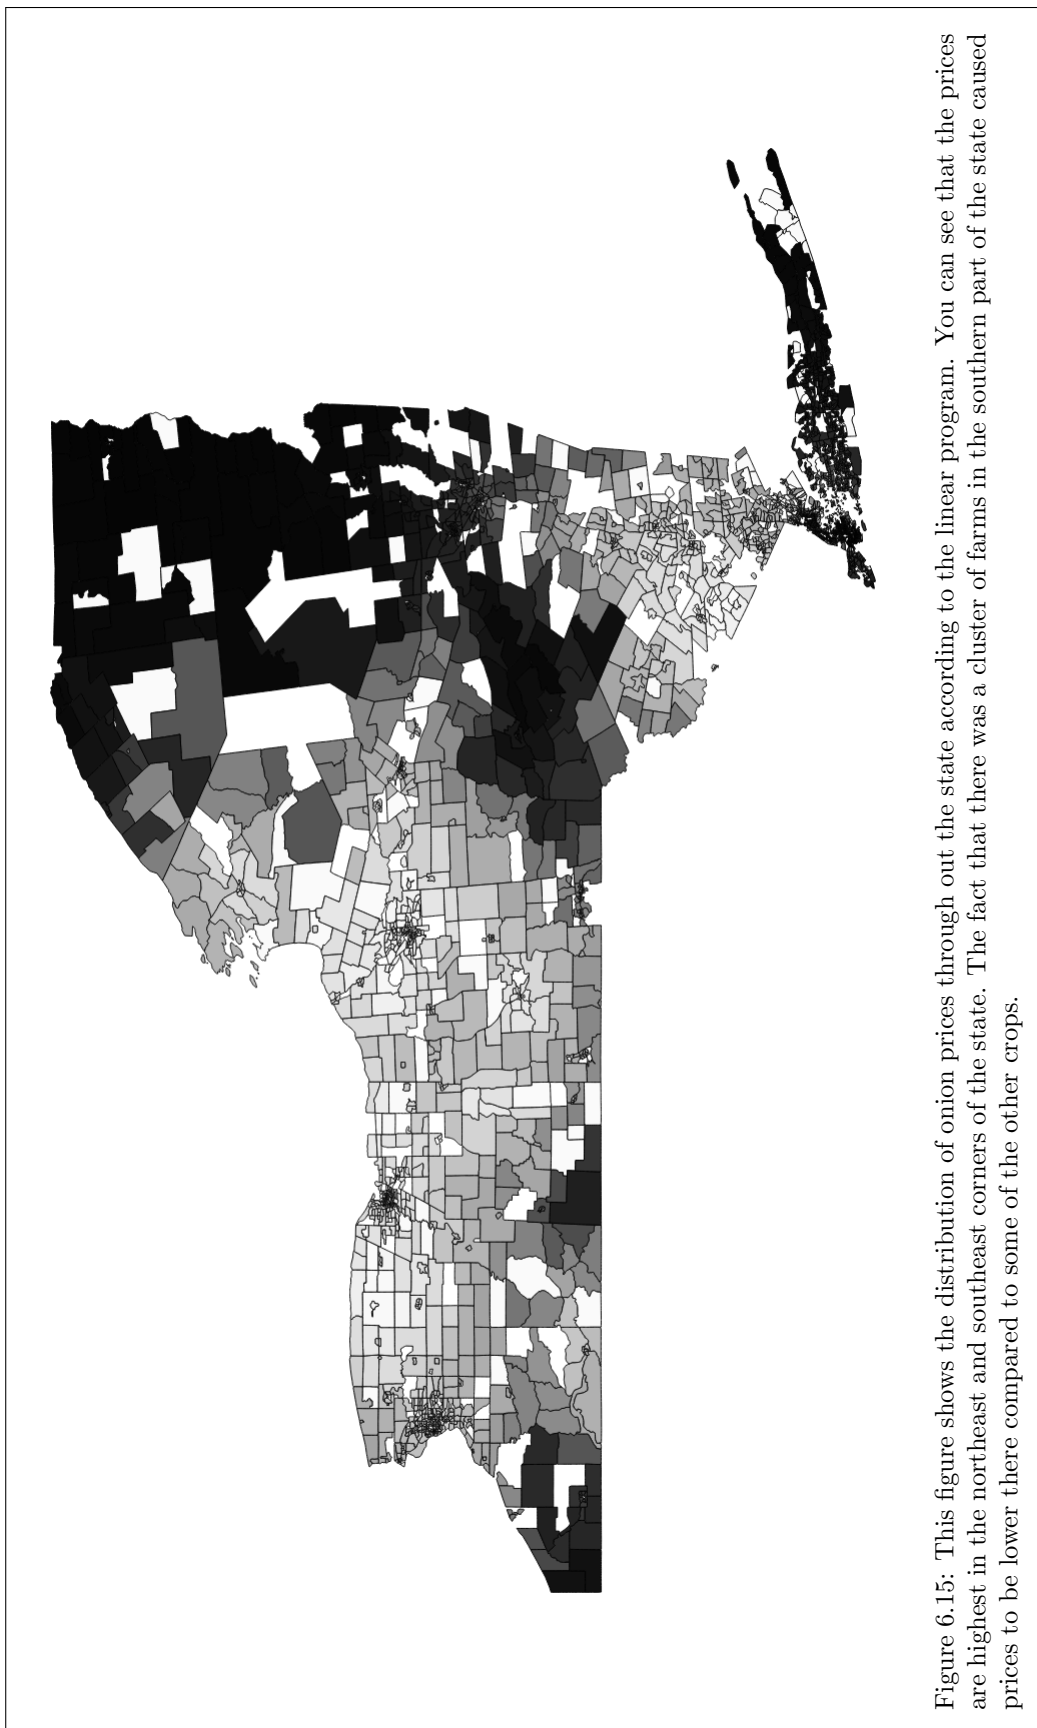 Figure 6.15: This figure shows the distribution of onion prices through out the state according to the linear program. You can see that the prices
are highest in the northeast and southeast corners of the state. The fact that there was a cluster of farms in the southern part of the state caused
prices to be lower there compared to some of the other crops.